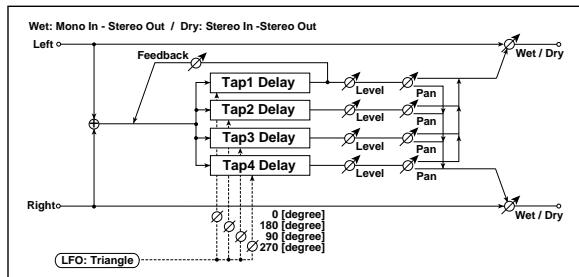 Wet: Mono In - Stereo Out / Dry: Stereo In -Stereo Out
Left
Feedback
Wet / Dry
Tap1 Delay
Level
Pan
Tap2 Delay
Level
Pan
Tap3 Delay
Level
Pan
Tap4 Delay
Level
Pan
Right
Wet / Dry
0 [degree]
180 [degree]
90 [degree]
270 [degree]
LFO: Triangle